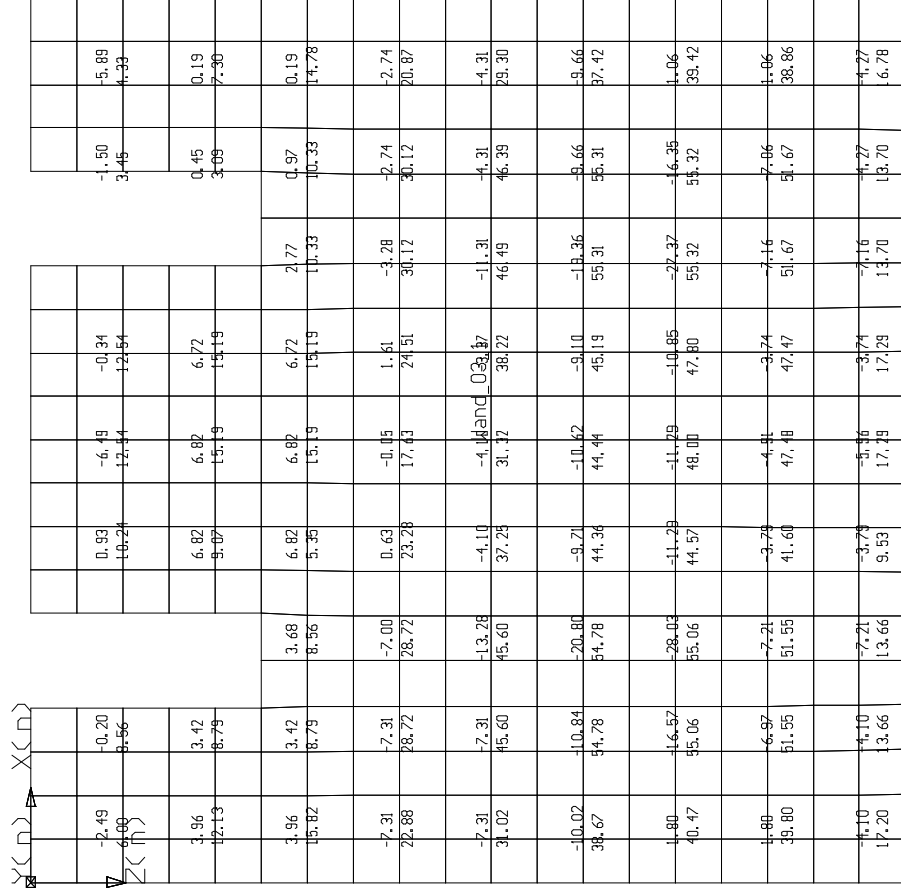 Y( m) X( m)
-2.49 -0.20 0.93 -6.49 -0.34 -1.50 -5.89
6.00 8.56 10.24 12.54 12.54 3.45 4.33
Z( m)
3.96 3.42 6.82 6.82 6.72 0.45 0.19
12.13 8.79 9.07 15.19 15.19 3.09 7.30
3.96 3.42 3.68 6.82 6.82 6.72 2.77 0.97 0.19
15.82 8.79 8.56 5.35 15.19 15.19 10.33 10.33 14.78
-7.31 -7.31 -7.00 0.63 -0.05 1.61 -3.28 -2.74 -2.74
22.88 28.72 28.72 23.28 17.63 24.51 30.12 30.12 20.87
Wand_03.1
-7.31 -7.31 -13.28 -4.10 -11.31 -4.31 -4.31
31.02 45.60 45.60 37.25 31.32 38.22 46.49 46.39 29.30
-10.02 -10.84 -20.80 -9.71 -10.62 -9.10 -19.36 -9.66 -9.66
38.67 54.78 54.78 44.36 44.44 45.19 55.31 55.31 37.42
1.80 -16.57 -28.03 -11.29 -11.29 -10.85 -27.37 -16.35 1.06
40.47 55.06 55.06 44.57 48.00 47.80 55.32 55.32 39.42
1.80 -6.97 -7.21 -3.79 -4.91 -3.74 -7.16 -7.06 1.06
39.80 51.55 51.55 41.60 47.48 47.47 51.67 51.67 38.86
-4.10 -4.10 -7.21 -3.79 -5.96 -3.74 -7.16 -4.27 -4.27
17.20 13.66 13.66 9.53 17.29 17.29 13.70 13.70 16.78